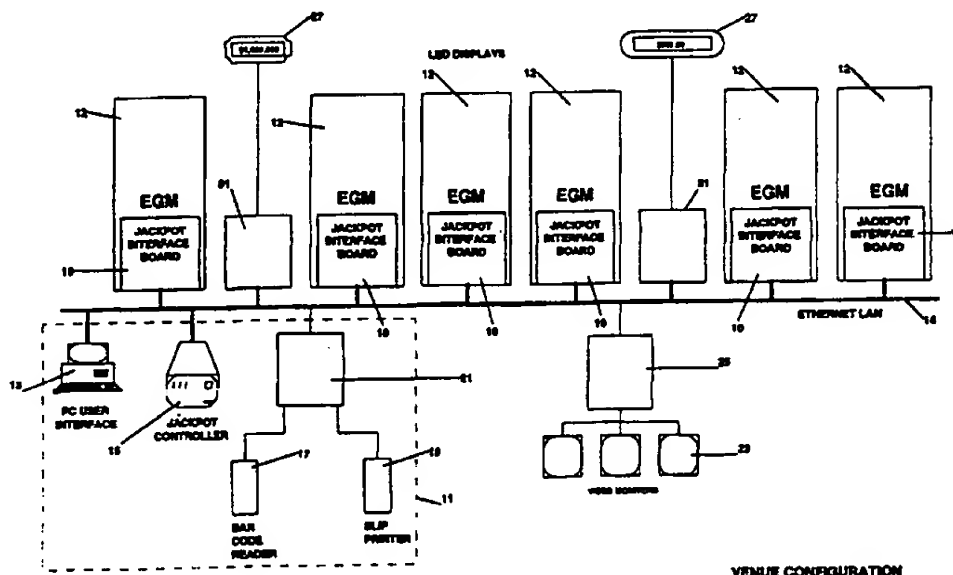 27
27
LED DISPLAYS
12
12
12
12
12
12
EGM
JACKPOT
INTERFACE
BOARD
10
21
EGM
JACKPOT
INTERFACE
BOARD
10
EGM
JACKPOT
INTERFACE
BOARD
10
EGM
JACKPOT
INTERFACE
BOARD
10
21
EGM
JACKPOT
INTERFACE
BOARD
10
EGM
JACKPOT
INTERFACE
BOARD
ETHERNET LAN
14
13
PC USER
INTERFACE
15
JACKPOT
CONTROLLER
21
17
BAR
CODE
READER
19
SLIP
PRINTER
11
25
23
VIDEO MONITORS
VENUE CONFIGURATION